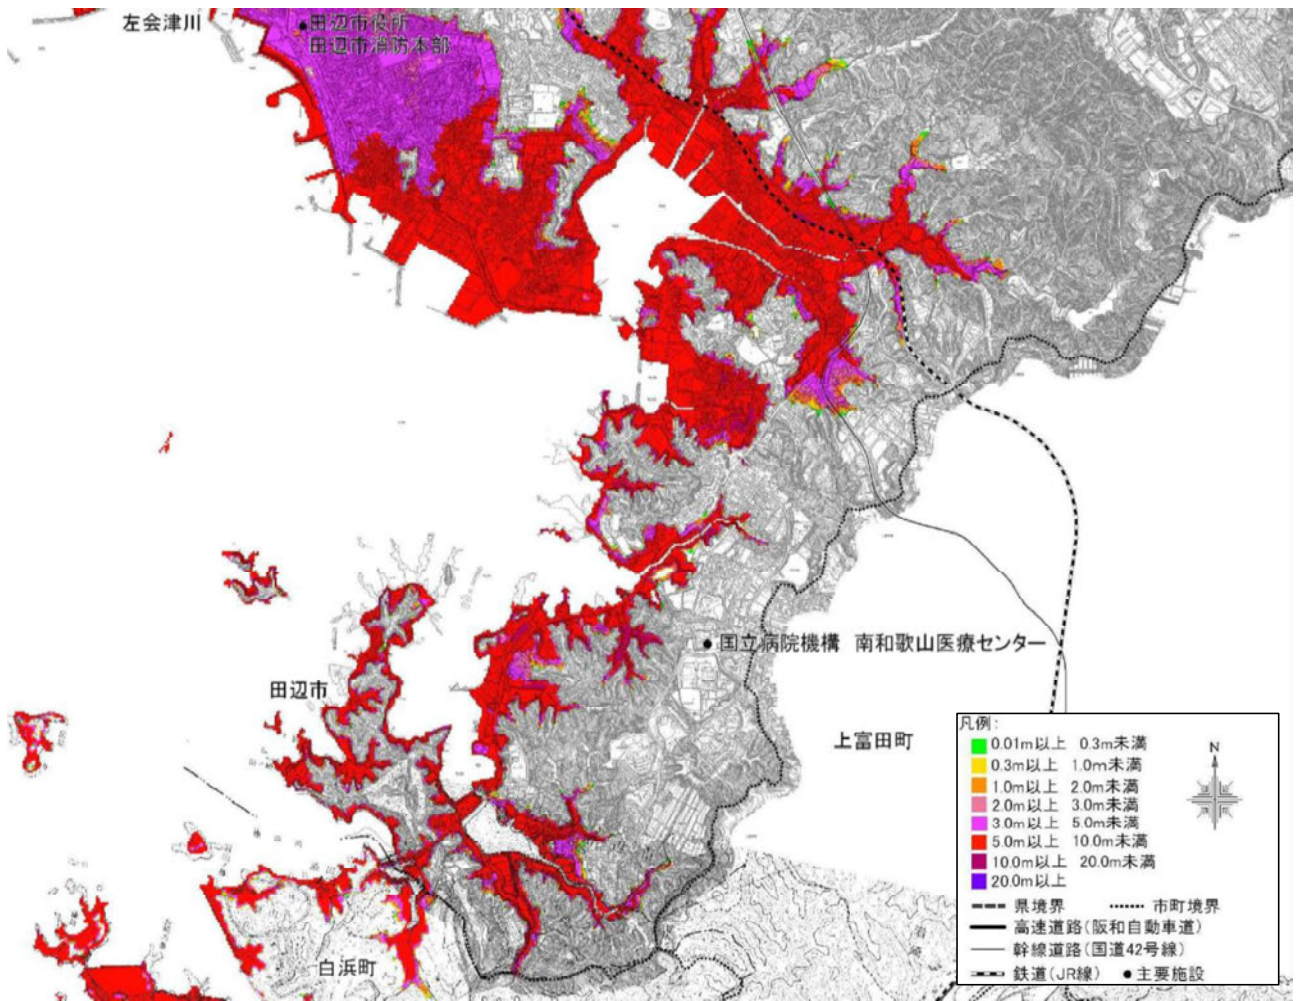 左会津川
●田辺市役所
田辺市消防本部
●国立病院機構 南和歌山医療センター
田辺市
上富田町
白浜町
凡例:
0.01m以上 0.3m未満
0.3m以上 1.0m未満
1.0m以上 2.0m未満
2.0m以上 3.0m未満
3.0m以上 5.0m未満
5.0m以上 10.0m未満
10.0m以上 20.0m未満
20.0m以上
N
県境界 市町境界
高速道路(阪和自動車道)
幹線道路(国道42号線)
鉄道(JR線) ●主要施設